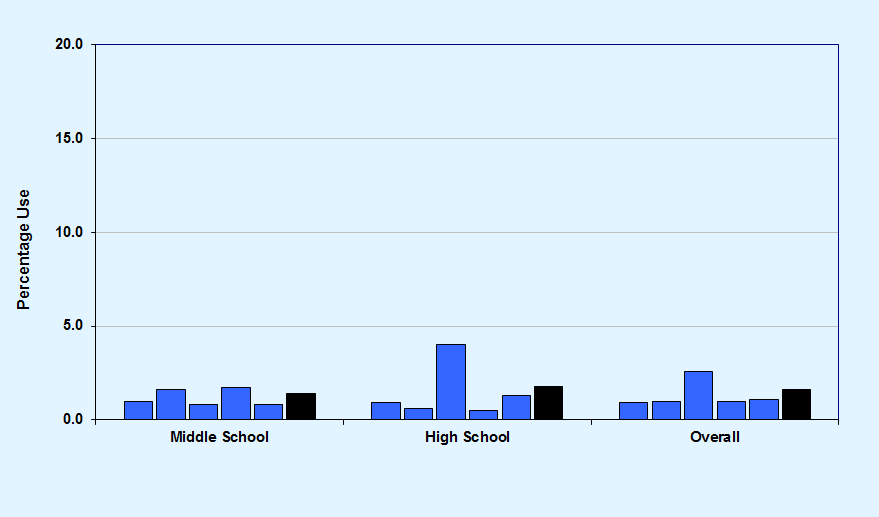 20.0
15.0
10.0
5.0
0.0
Percentage Use
Middle School
High School
Overall